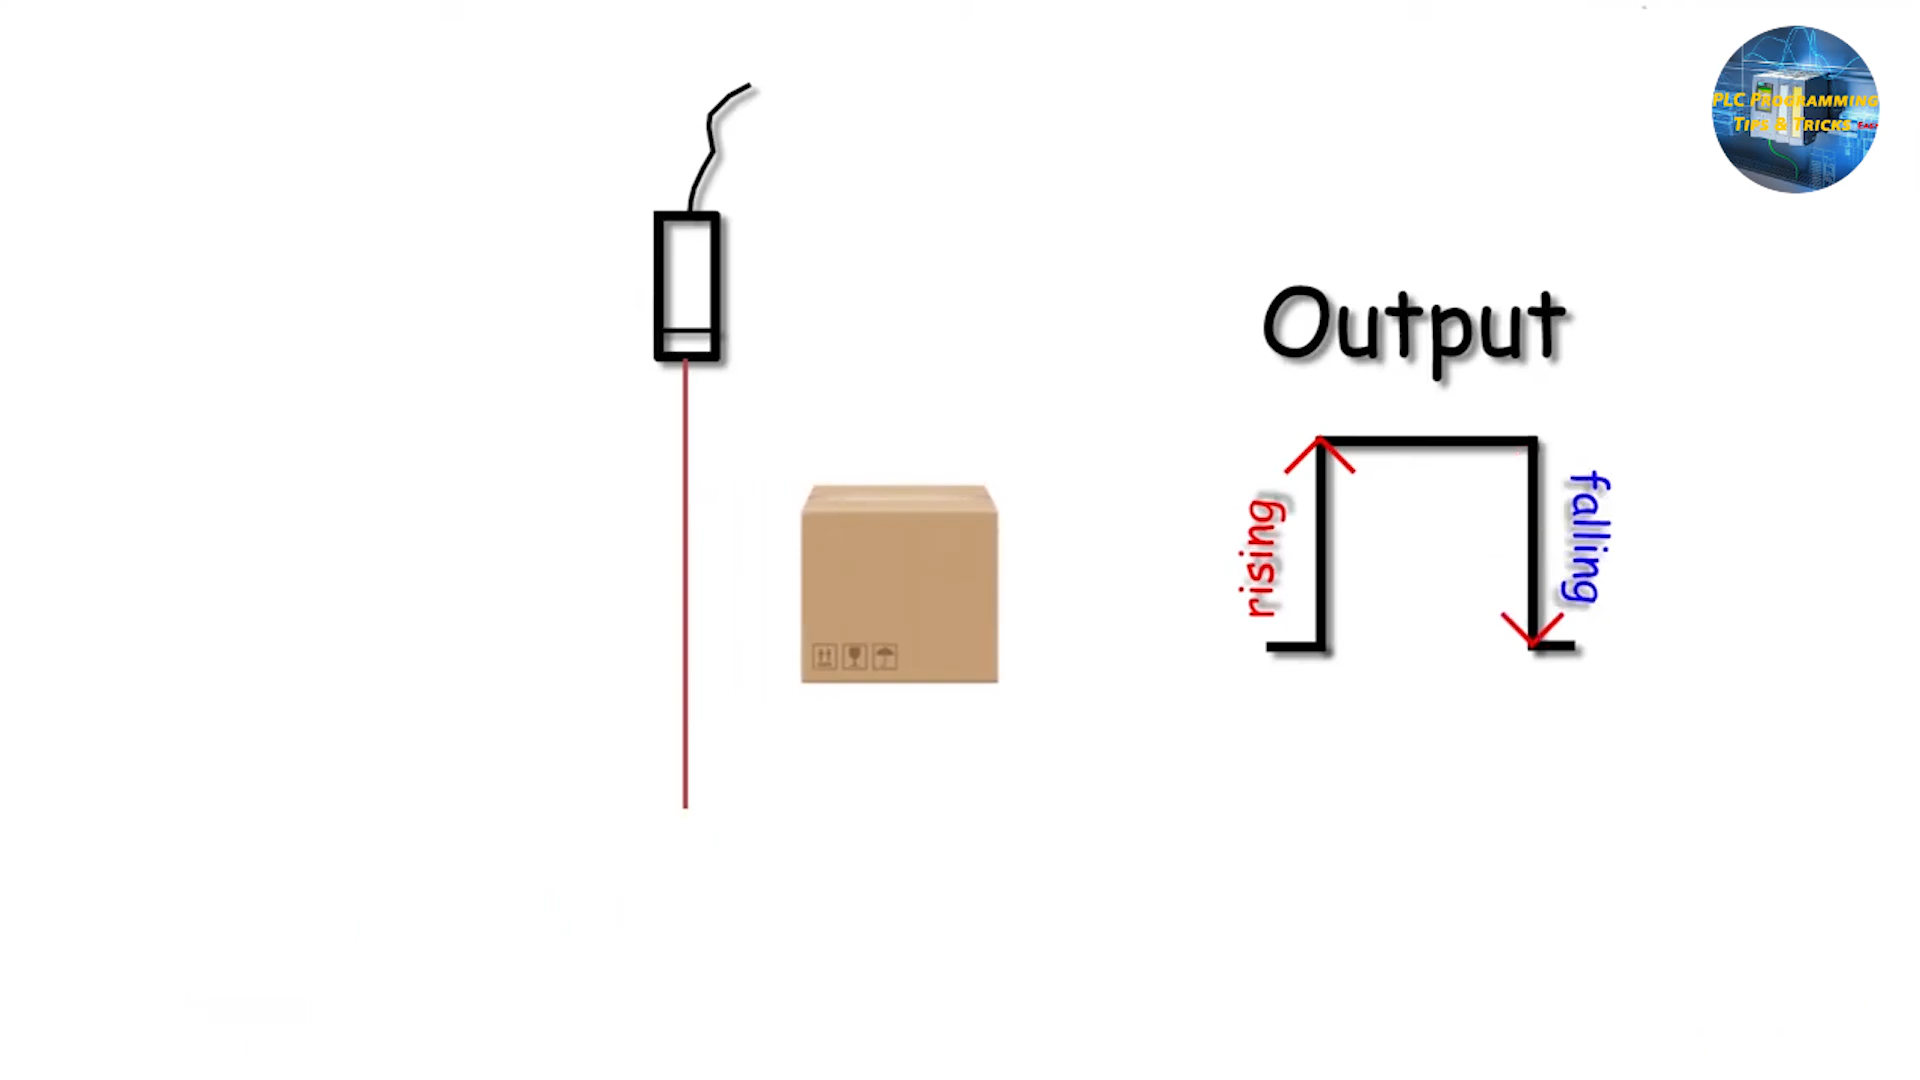 PLC Programming
Tips & Tricks
Output
rising
falling